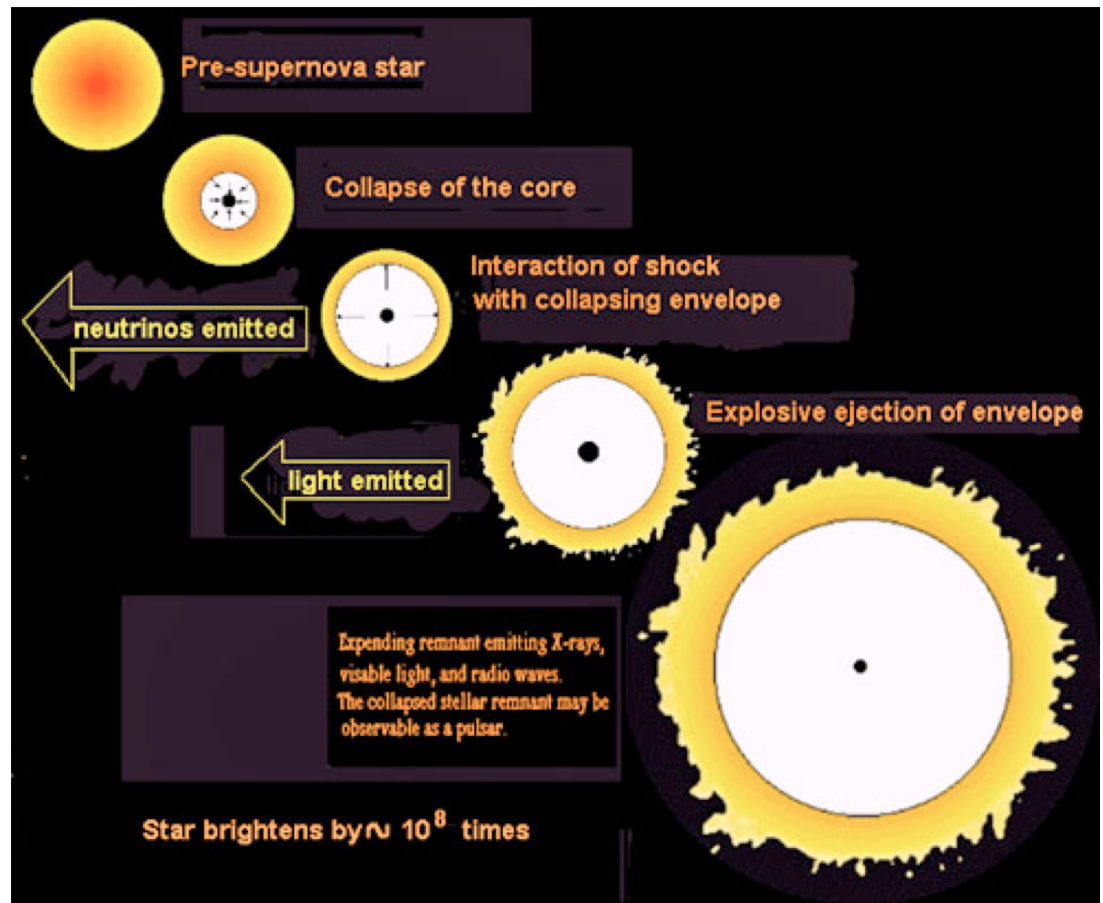 Pre-supernova star
Collapse of the core
Interaction of shock
with collapsing envelope
neutrinos emitted
Explosive ejection of envelope
light emitted
Expending remnant emitting X-rays,
visable light, and radio waves.
The collapsed stellar remnant may be
observable as a pulsar.
Star brightens by ~ 10⁸ times